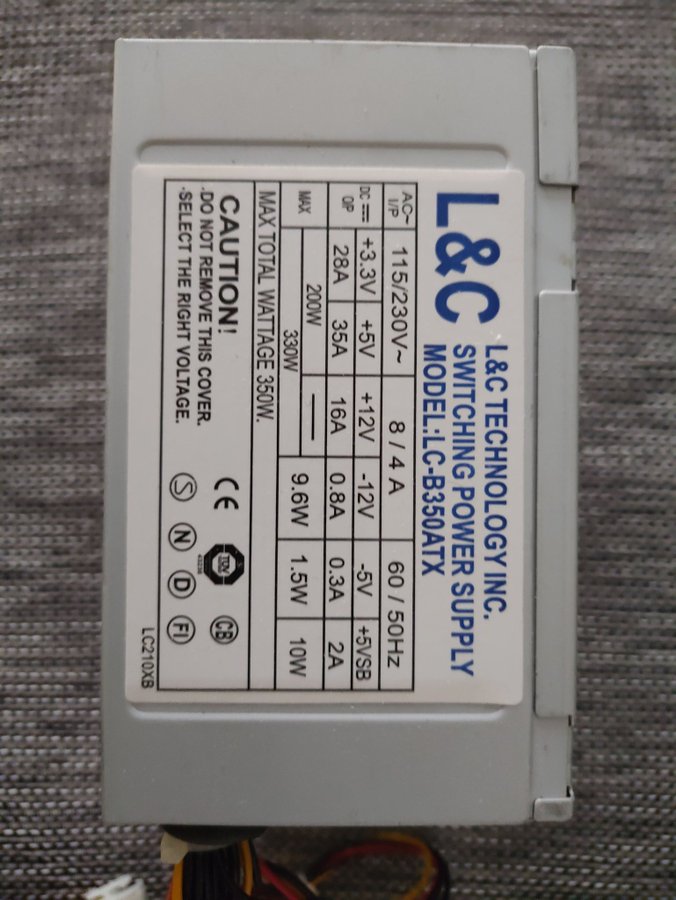 L&C
L&C TECHNOLOGY INC.
SWITCHING POWER SUPPLY
MODEL:LC-B350ATX
AC~ I/P 115/230V~ 8 / 4 A 60 / 50Hz
DC O/P +3.3V +5V +12V -12V -5V +5VSB
28A 35A 16A 0.8A 0.3A 2A
MAX 200W — 9.6W 1.5W 10W
330W
MAX TOTAL WATTAGE 350W.
CAUTION!
.DO NOT REMOVE THIS COVER.
.SELECT THE RIGHT VOLTAGE.
CE CB
S N D FI
LC210XB